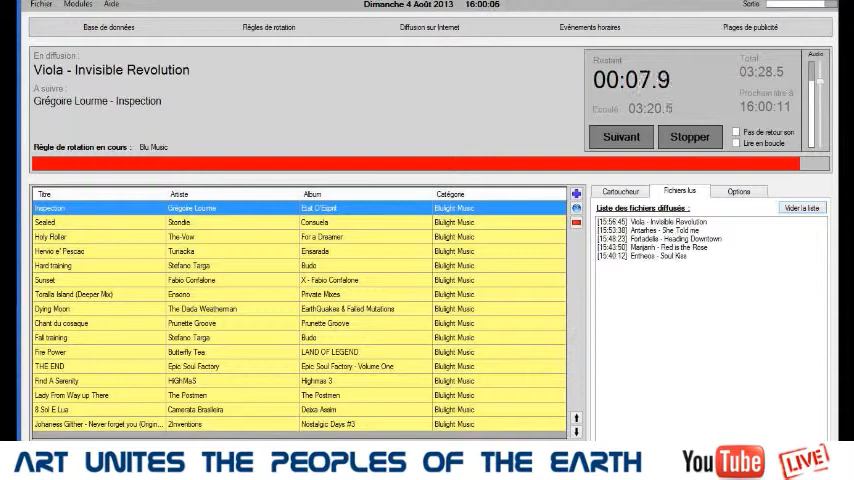 Fichier Modules Aide Dimanche 4 Août 2013 16:00:06 Sortie
Base de données Règles de rotation Diffusion sur Internet Evénements horaires Plages de publicité
En diffusion :
Viola - Invisible Revolution
A suivre :
Grégoire Lourme - Inspection
Règle de rotation en cours : Blu Music
Restant
00:07.9
Ecoulé 03:20.5
Total
03:28.5
Prochain titre à
16:00:11
Suivant Stopper
Pas de retour son
Lire en boucle
Audio
Titre Artiste Album Catégorie
Inspection Grégoire Lourme Etat D'Esprit Blulight Music
Sealed Stondie Consuela Blulight Music
Holy Roller The-Vow For a Dreamer Blulight Music
Hervio e' Pescao Tunacka Ensarada Blulight Music
Hard training Stefano Targa Budo Blulight Music
Sunset Fabio Confalone X - Fabio Confalone Blulight Music
Toralla Island (Deeper Mix) Ensono Private Mixes Blulight Music
Dying Moon The Dada Weatherman EarthQuakes & Failed Mutations Blulight Music
Chant du cosaque Prunette Groove Prunette Groove Blulight Music
Fall training Stefano Targa Budo Blulight Music
Fire Power Butterfly Tea LAND OF LEGEND Blulight Music
THE END Epic Soul Factory Epic Soul Factory - Volume One Blulight Music
Find A Serenity HiGhMaS Highmas 3 Blulight Music
Lady From Way up There The Postmen The Postmen Blulight Music
8 Sol E Lua Camerata Brasileira Deixa Assim Blulight Music
Johaness Gilther - Never forget you (Origin... 2Inventions Nostalgic Days #3 Blulight Music
Cartoucheur Fichiers lus Options
Liste des fichiers diffusés : Vider la liste
[15:56:45] Viola - Invisible Revolution
[15:53:38] Antarhes - She Told me
[15:48:23] Fortadelis - Heading Downtown
[15:43:50] Manjanh - Red is the Rose
[15:40:12] Entheos - Soul Kiss
ART UNITES THE PEOPLES OF THE EARTH
YouTube LIVE